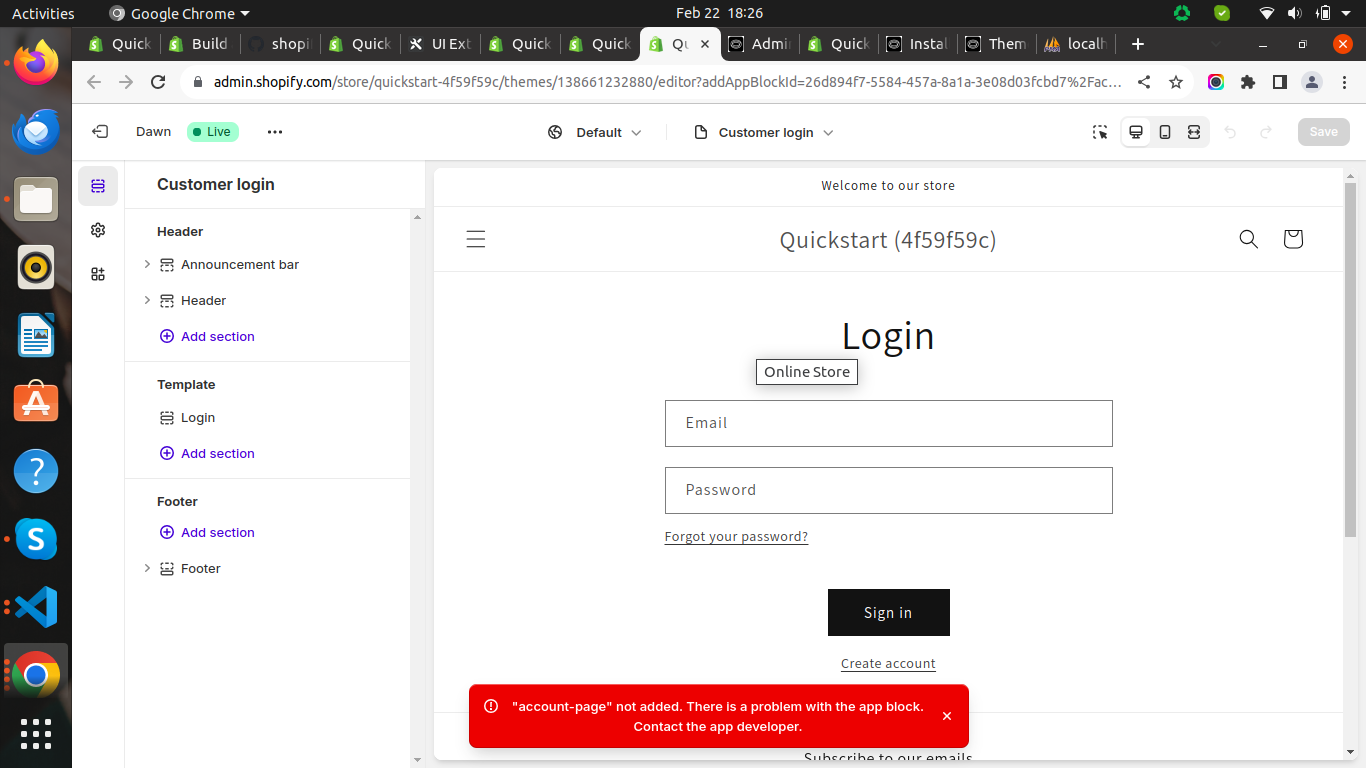 Activities
Google Chrome
Feb 22 18:26
Quick
Build
shopi
Quick
UI Ext
Quick
Quick
Qu
Admi
Quick
Instal
Them
localh
admin.shopify.com/store/quickstart-4f59f59c/themes/138661232880/editor?addAppBlockId=26d894f7-5584-457a-8a1a-3e08d03fcbd7%2Fac...
Dawn
Live
Default
Customer login
Save
Customer login
Header
Announcement bar
Header
Add section
Template
Login
Add section
Footer
Add section
Footer
Welcome to our store
Quickstart (4f59f59c)
Login
Online Store
Email
Password
Forgot your password?
Sign in
Create account
"account-page" not added. There is a problem with the app block.
Contact the app developer.
Subscribe to our emails